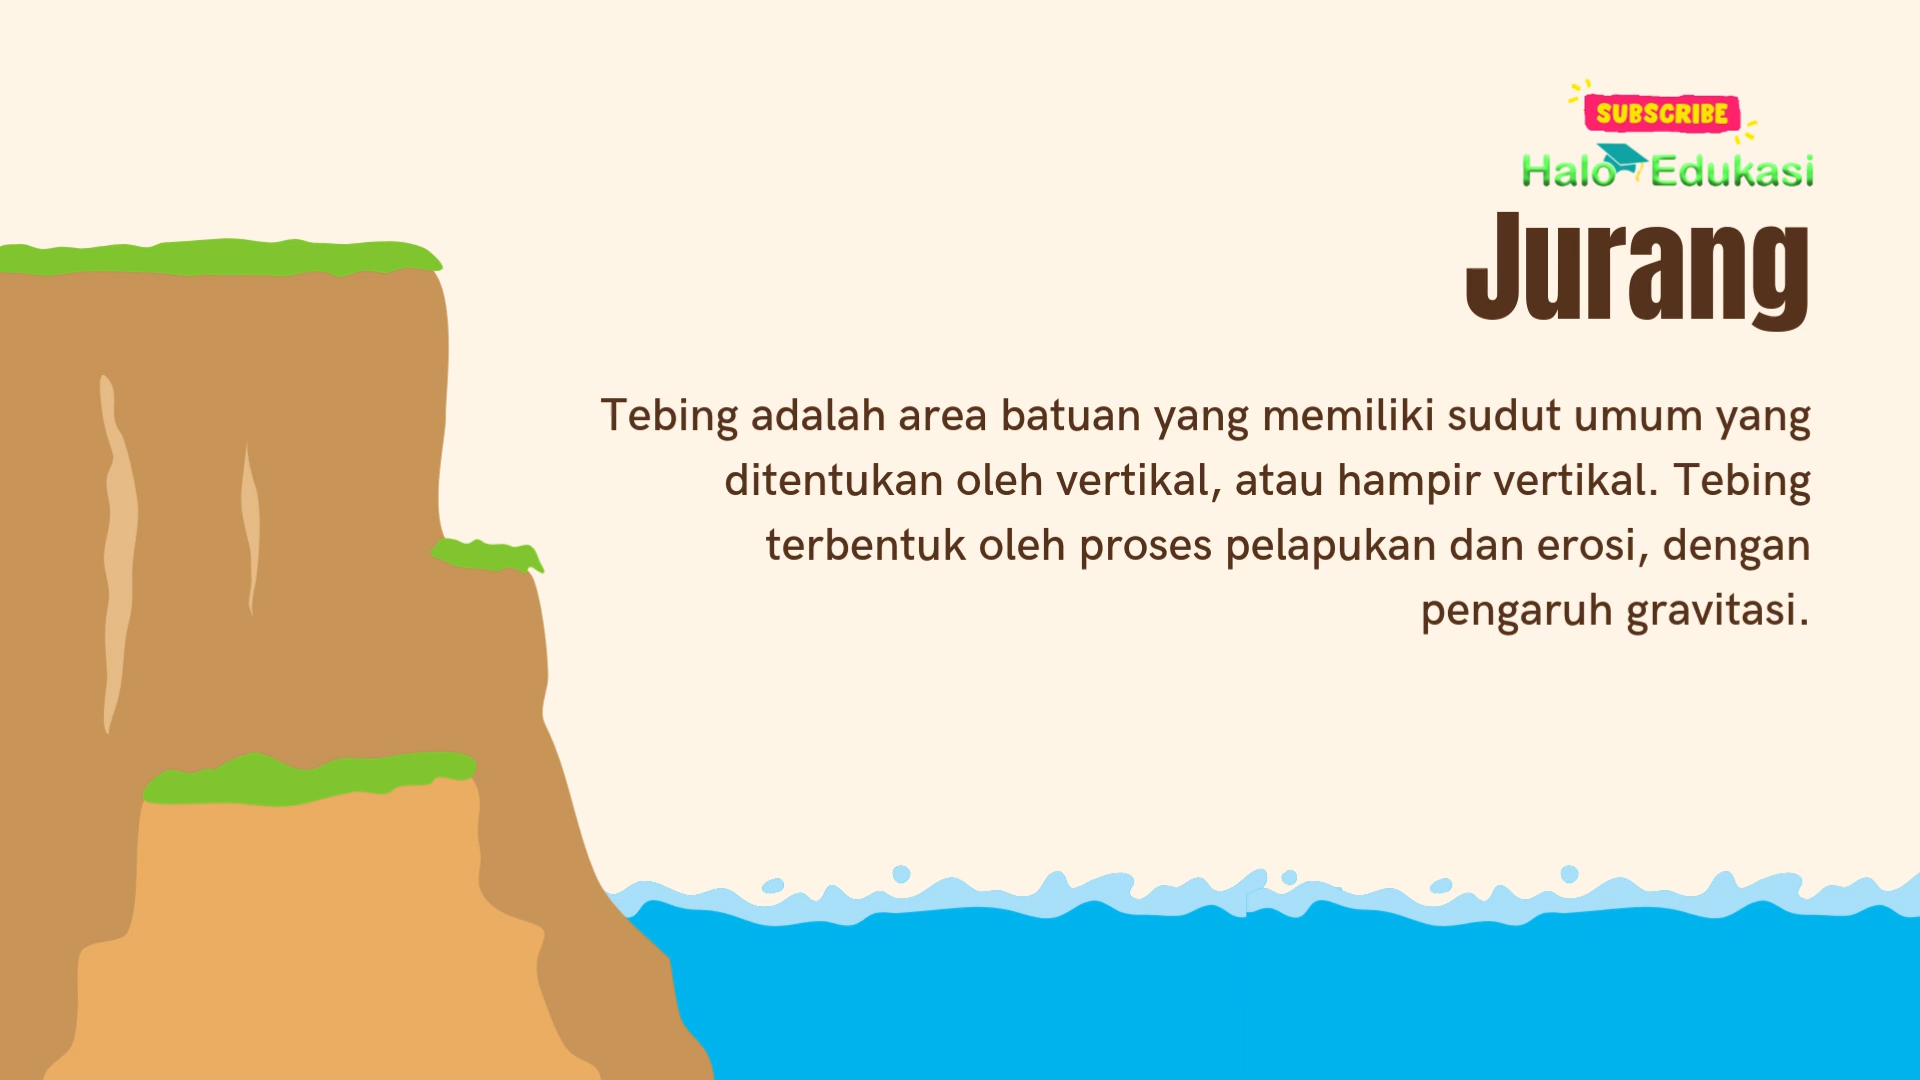 SUBSCRIBE
Halo Edukasi
Jurang
Tebing adalah area batuan yang memiliki sudut umum yang
ditentukan oleh vertikal, atau hampir vertikal. Tebing
terbentuk oleh proses pelapukan dan erosi, dengan
pengaruh gravitasi.